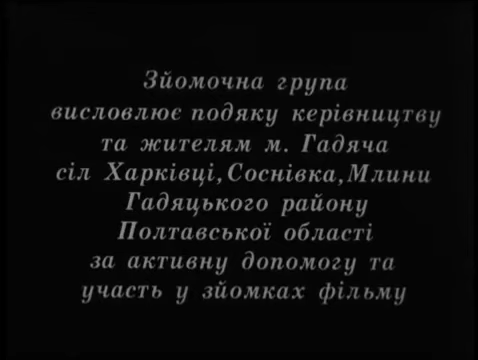 Зйомочна група
висловлює подяку керівництву
та жителям м. Гадяча
сіл Харківці, Соснівка, Млини
Гадяцького району
Полтавської області
за активну допомогу та
участь у зйомках фільму